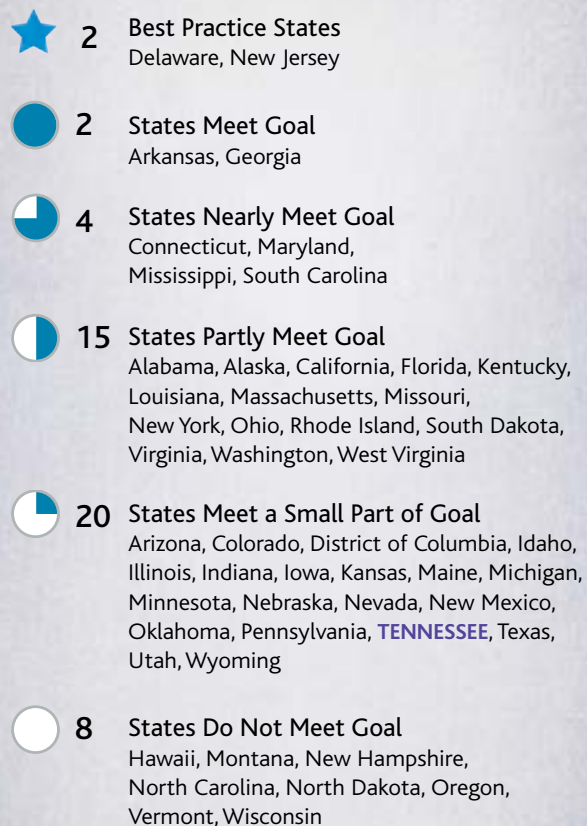 2 Best Practice States
Delaware, New Jersey
2 States Meet Goal
Arkansas, Georgia
4 States Nearly Meet Goal
Connecticut, Maryland,
Mississippi, South Carolina
15 States Partly Meet Goal
Alabama, Alaska, California, Florida, Kentucky,
Louisiana, Massachusetts, Missouri,
New York, Ohio, Rhode Island, South Dakota,
Virginia, Washington, West Virginia
20 States Meet a Small Part of Goal
Arizona, Colorado, District of Columbia, Idaho,
Illinois, Indiana, Iowa, Kansas, Maine, Michigan,
Minnesota, Nebraska, Nevada, New Mexico,
Oklahoma, Pennsylvania, TENNESSEE, Texas,
Utah, Wyoming
8 States Do Not Meet Goal
Hawaii, Montana, New Hampshire,
North Carolina, North Dakota, Oregon,
Vermont, Wisconsin